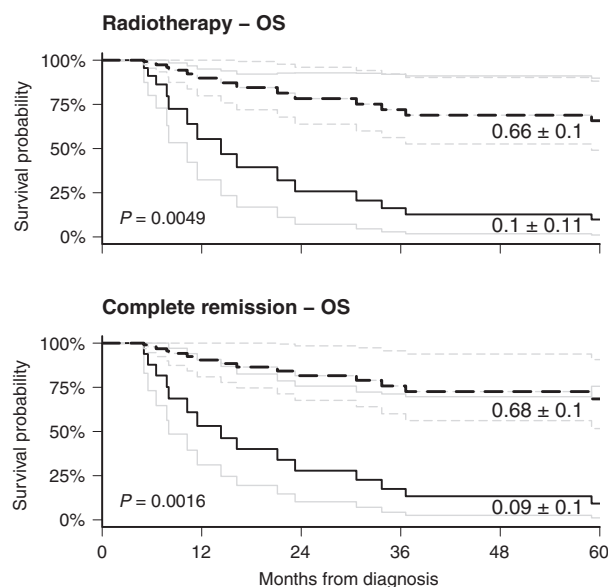 Radiotherapy – OS
Survival probability
100%
75%
50%
25%
0%
0.66 ± 0.1
0.1 ± 0.11
P = 0.0049
Complete remission – OS
Survival probability
100%
75%
50%
25%
0%
0.68 ± 0.1
0.09 ± 0.1
P = 0.0016
0 12 24 36 48 60
Months from diagnosis